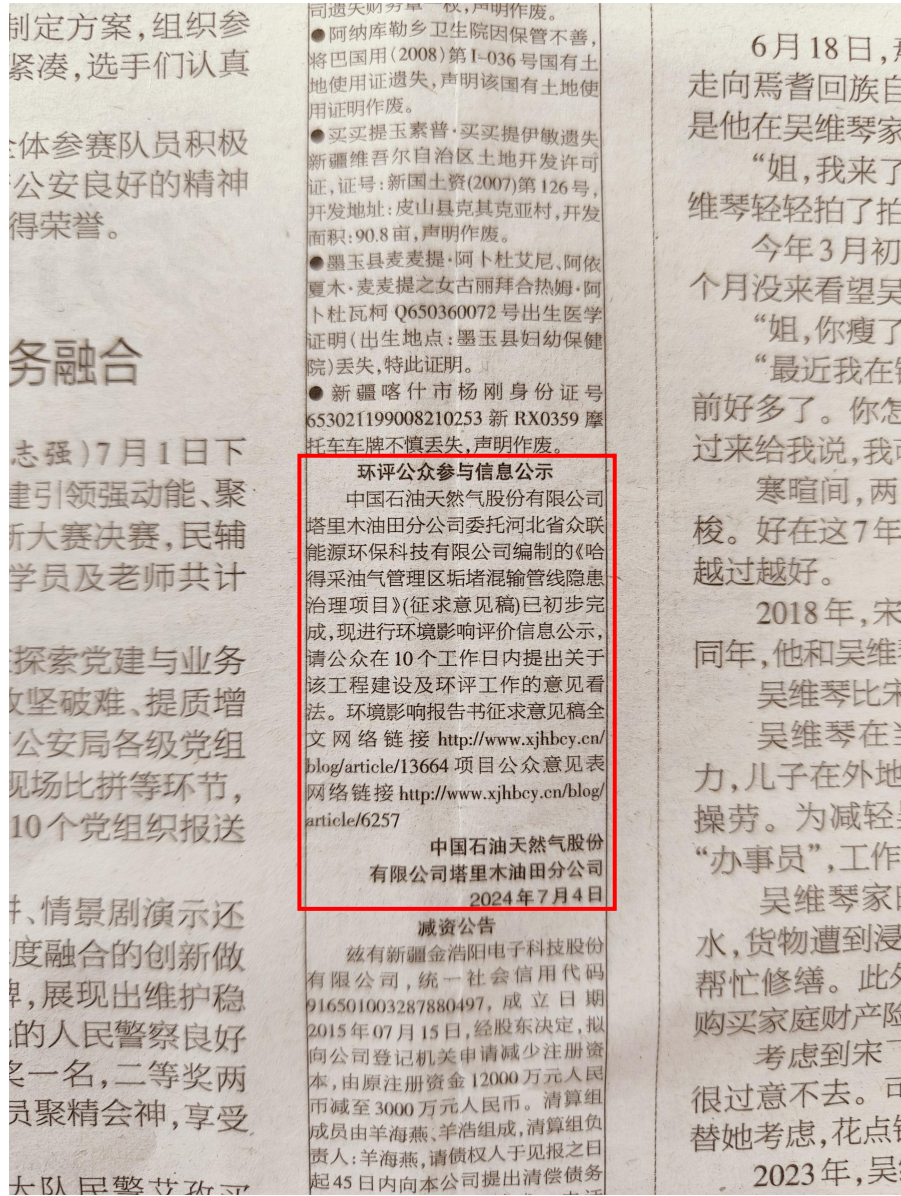 制定方案,组织参
紧凑,选手们认真
全体参赛队员积极
公安良好的精神
得荣誉。
务融合
志强)7月1日下
建引领强动能、聚
新大赛决赛,民辅
学员及老师共计
探索党建与业务
攻坚破难、提质增
公安局各级党组
现场比拼等环节,
10个党组织报送
、情景剧演示还
度融合的创新做
牌,展现出维护稳
的人民警察良好
奖一名,二等奖两
员聚精会神,享受
大队民警艾孜买
司遗失财务章一枚,声明作废。
●阿纳库勒乡卫生院因保管不善,
将巴国用(2008)第I-036号国有土
地使用证遗失,声明该国有土地使
用证明作废。
●买买提玉素普·买买提伊敏遗失
新疆维吾尔自治区土地开发许可
证,证号:新国土资(2007)第126号,
开发地址:皮山县克其克亚村,开发
面积:90.8亩,声明作废。
●墨玉县麦麦提·阿卜杜艾尼、阿依
夏木·麦麦提之女古丽拜合热姆·阿
卜杜瓦柯 Q650360072号出生医学
证明(出生地点:墨玉县妇幼保健
院)丢失,特此证明。
●新疆喀什市杨刚身份证号
653021199008210253新RX0359摩
托车车牌不慎丢失,声明作废。
环评公众参与信息公示
中国石油天然气股份有限公司
塔里木油田分公司委托河北省众联
能源环保科技有限公司编制的《哈
得采油气管理区垢堵混输管线隐患
治理项目》(征求意见稿)已初步完
成,现进行环境影响评价信息公示,
请公众在10个工作日内提出关于
该工程建设及环评工作的意见看
法。环境影响报告书征求意见稿全
文网络链接 http://www.xjhbcy.cn/
blog/article/13664 项目公众意见表
网络链接 http://www.xjhbcy.cn/blog/
article/6257
中国石油天然气股份
有限公司塔里木油田分公司
2024年7月4日
减资公告
兹有新疆金浩阳电子科技股份
有限公司,统一社会信用代码
916501003287880497,成立日期
2015年07月15日,经股东决定,拟
向公司登记机关申请减少注册资
本,由原注册资金12000万元人民
币减至3000万元人民币。清算组
成员由羊海燕、羊浩组成,清算组负
责人:羊海燕,请债权人于见报之日
起45日内向本公司提出清偿债务
6月18日,
走向焉耆回族自
是他在吴维琴家
“姐,我来了
维琴轻轻拍了拍
今年3月初
个月没来看望吴
“姐,你瘦了
“最近我在
前好多了。你怎
过来给我说,我
寒暄间,两
梭。好在这7年
越过越好。
2018年,宋
同年,他和吴维
吴维琴比宋
吴维琴在当
力,儿子在外地
操劳。为减轻
“办事员”,工作
吴维琴家
水,货物遭到浸
帮忙修缮。此外
购买家庭财产险
考虑到宋
很过意不去。可
替她考虑,花点
2023年,吴